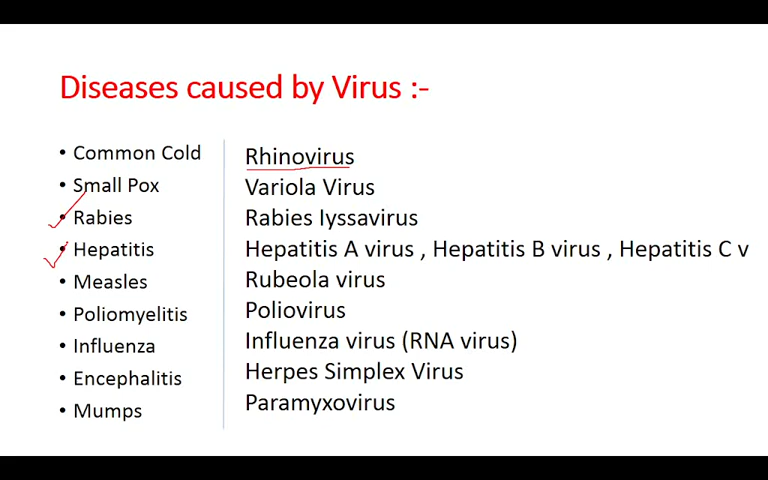 Diseases caused by Virus :-
• Common Cold
• Small Pox
• Rabies
• Hepatitis
• Measles
• Poliomyelitis
• Influenza
• Encephalitis
• Mumps
Rhinovirus
Variola Virus
Rabies lyssavirus
Hepatitis A virus , Hepatitis B virus , Hepatitis C v
Rubeola virus
Poliovirus
Influenza virus (RNA virus)
Herpes Simplex Virus
Paramyxovirus